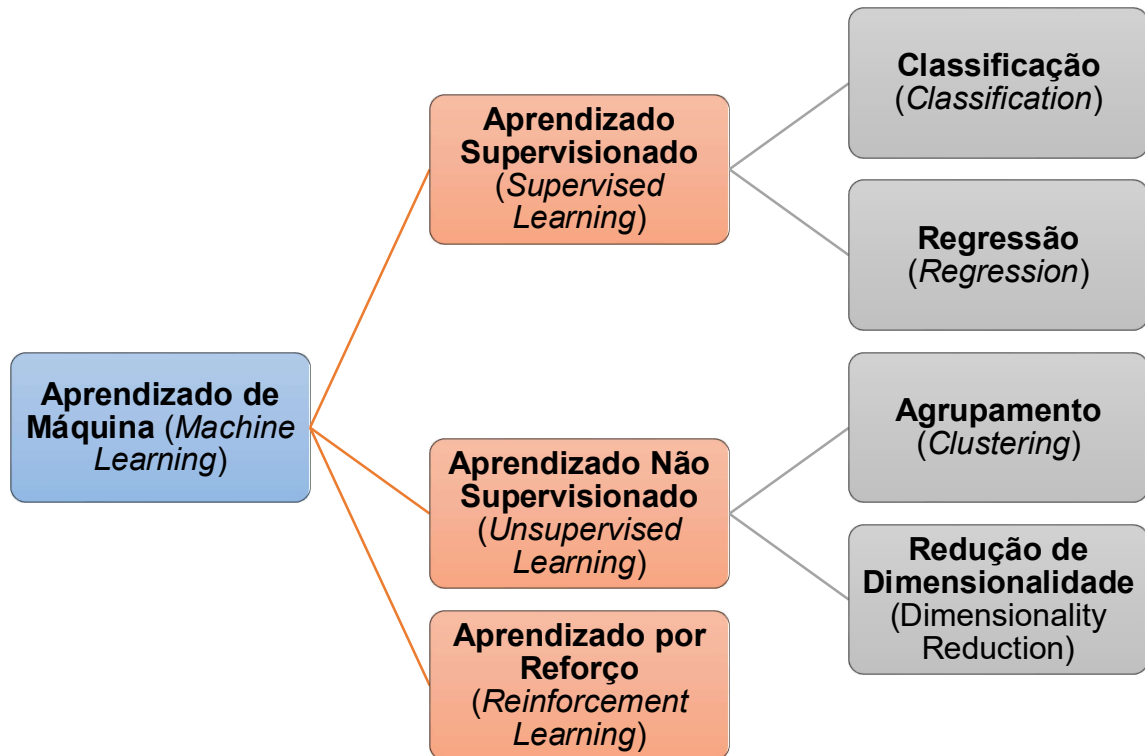 Aprendizado de
Máquina (Machine
Learning)
Aprendizado
Supervisionado
(Supervised
Learning)
Classificação
(Classification)
Regressão
(Regression)
Aprendizado Não
Supervisionado
(Unsupervised
Learning)
Agrupamento
(Clustering)
Redução de
Dimensionalidade
(Dimensionality
Reduction)
Aprendizado por
Reforço
(Reinforcement
Learning)